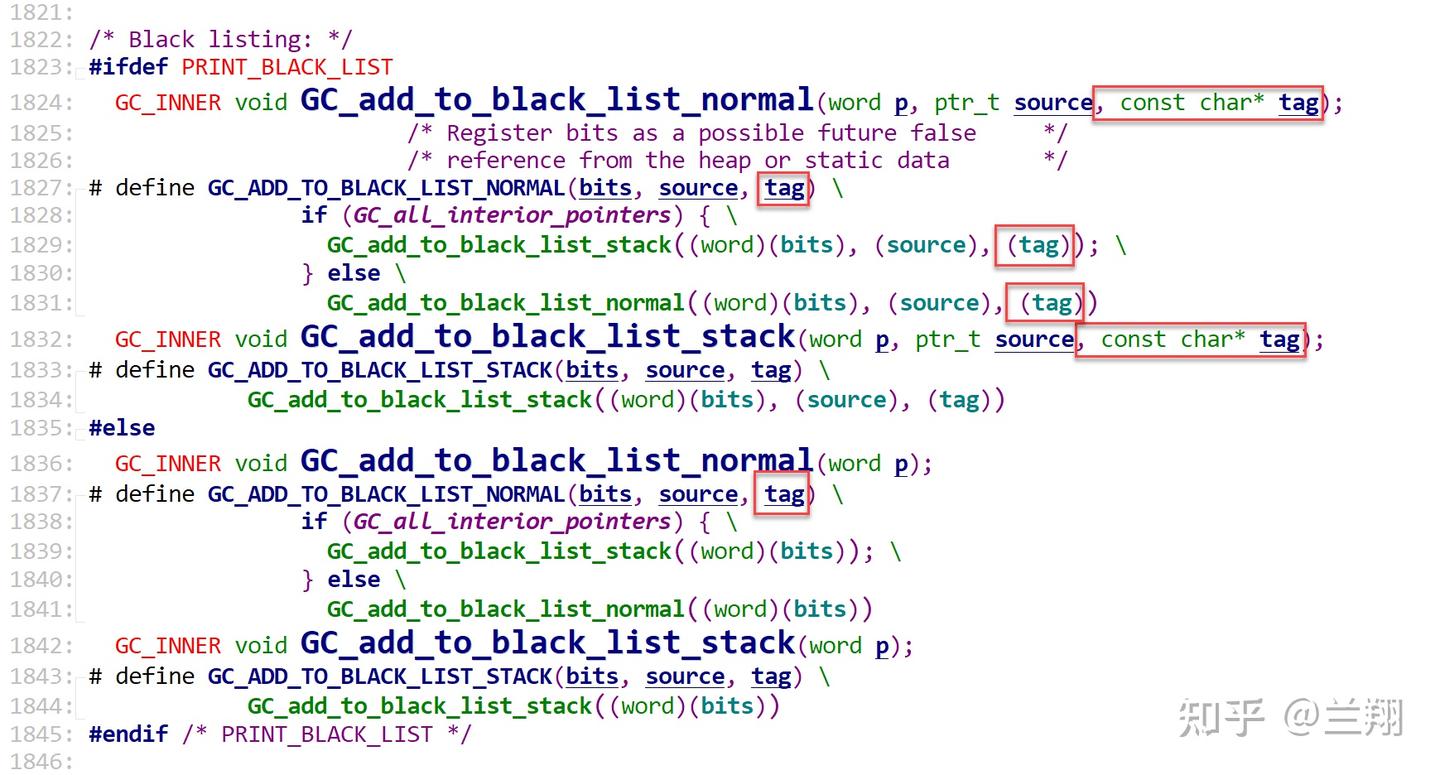 1821:
1822: /* Black listing: */
1823: #ifdef PRINT_BLACK_LIST
1824:   GC_INNER void GC_add_to_black_list_normal(word p, ptr_t source, const char* tag);
1825:                         /* Register bits as a possible future false     */
1826:                         /* reference from the heap or static data       */
1827: # define GC_ADD_TO_BLACK_LIST_NORMAL(bits, source, tag) \
1828:                 if (GC_all_interior_pointers) { \
1829:                   GC_add_to_black_list_stack((word)(bits), (source), (tag)); \
1830:                 } else \
1831:                   GC_add_to_black_list_normal((word)(bits), (source), (tag))
1832:   GC_INNER void GC_add_to_black_list_stack(word p, ptr_t source, const char* tag);
1833: # define GC_ADD_TO_BLACK_LIST_STACK(bits, source, tag) \
1834:             GC_add_to_black_list_stack((word)(bits), (source), (tag))
1835: #else
1836:   GC_INNER void GC_add_to_black_list_normal(word p);
1837: # define GC_ADD_TO_BLACK_LIST_NORMAL(bits, source, tag) \
1838:                 if (GC_all_interior_pointers) { \
1839:                   GC_add_to_black_list_stack((word)(bits)); \
1840:                 } else \
1841:                   GC_add_to_black_list_normal((word)(bits))
1842:   GC_INNER void GC_add_to_black_list_stack(word p);
1843: # define GC_ADD_TO_BLACK_LIST_STACK(bits, source, tag) \
1844:             GC_add_to_black_list_stack((word)(bits))
1845: #endif /* PRINT_BLACK_LIST */
1846:
知乎 @兰翔